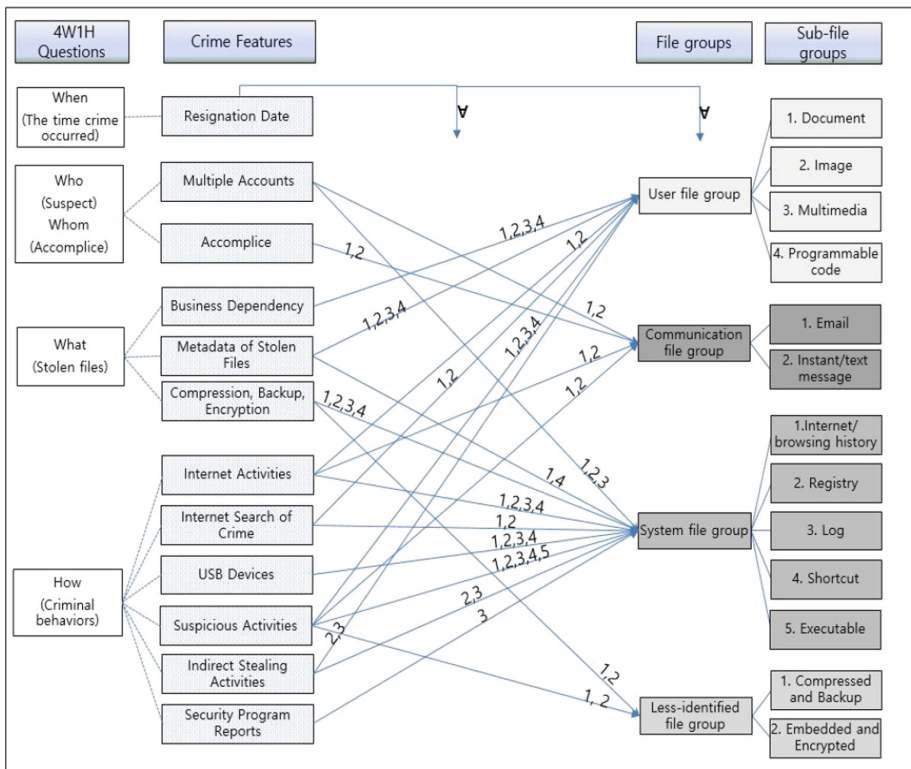 4W1H
Questions
Crime Features
File groups
Sub-file
groups
When
(The time crime
occurred)
Resignation Date
∀
∀
Who
(Suspect)
Whom
(Accomplice)
Multiple Accounts
Accomplice
What
(Stolen files)
Business Dependency
Metadata of Stolen
Files
Compression, Backup,
Encryption
How
(Criminal
behaviors)
Internet Activities
Internet Search of
Crime
USB Devices
Suspicious Activities
Indirect Stealing
Activities
Security Program
Reports
1,2
1,2,3,4
1,2
1,2,3,4
1,2,3,4
1,2
1,2
1,2
1,2
1,2,3,4
1,4
1,2,3
1,2,3,4
1,2
1,2,3,4
1,2,3,4,5
2,3
3
2,3
1,2
1, 2
User file group
Communication
file group
System file group
Less-identified
file group
1. Document
2. Image
3. Multimedia
4. Programmable
code
1. Email
2. Instant/text
message
1.Internet/
browsing history
2. Registry
3. Log
4. Shortcut
5. Executable
1. Compressed
and Backup
2. Embedded and
Encrypted